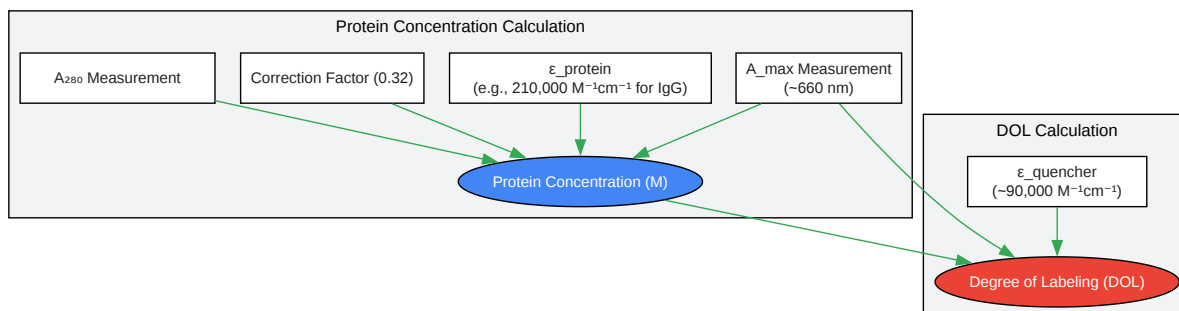 Protein Concentration Calculation
A₂₈₀ Measurement
Correction Factor (0.32)
ε_protein
(e.g., 210,000 M⁻¹cm⁻¹ for IgG)
A_max Measurement
(~660 nm)
Protein Concentration (M)
DOL Calculation
ε_quencher
(~90,000 M⁻¹cm⁻¹)
Degree of Labeling (DOL)